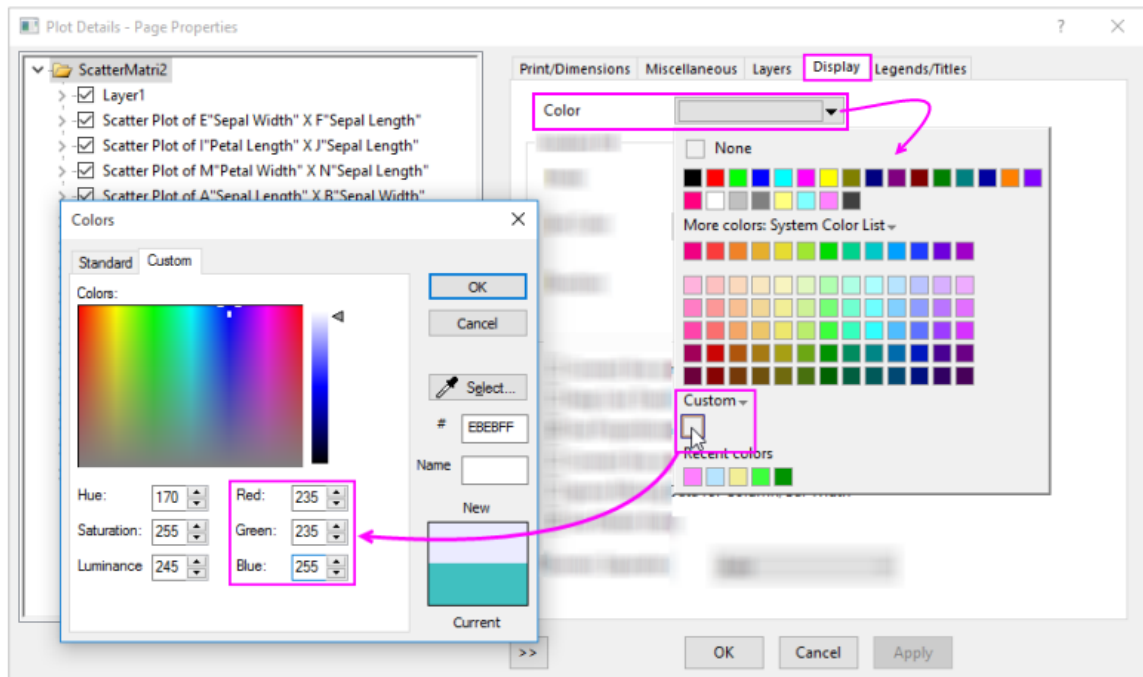 Plot Details - Page Properties
?
ScatterMatri2
Layer1
Scatter Plot of E"Sepal Width" X F"Sepal Length"
Scatter Plot of I"Petal Length" X J"Sepal Length"
Scatter Plot of M"Petal Width" X N"Sepal Length"
Scatter Plot of A"Sepal Length" X B"Sepal Width"
Print/Dimensions Miscellaneous Layers Display Legends/Titles
Color
None
More colors: System Color List
Custom
Recent colors
Colors
Standard Custom
Colors:
OK
Cancel
Select...
# EBEBFF
Name
New
Current
Hue: 170 Red: 235
Saturation: 255 Green: 235
Luminance 245 Blue: 255
>> OK Cancel Apply